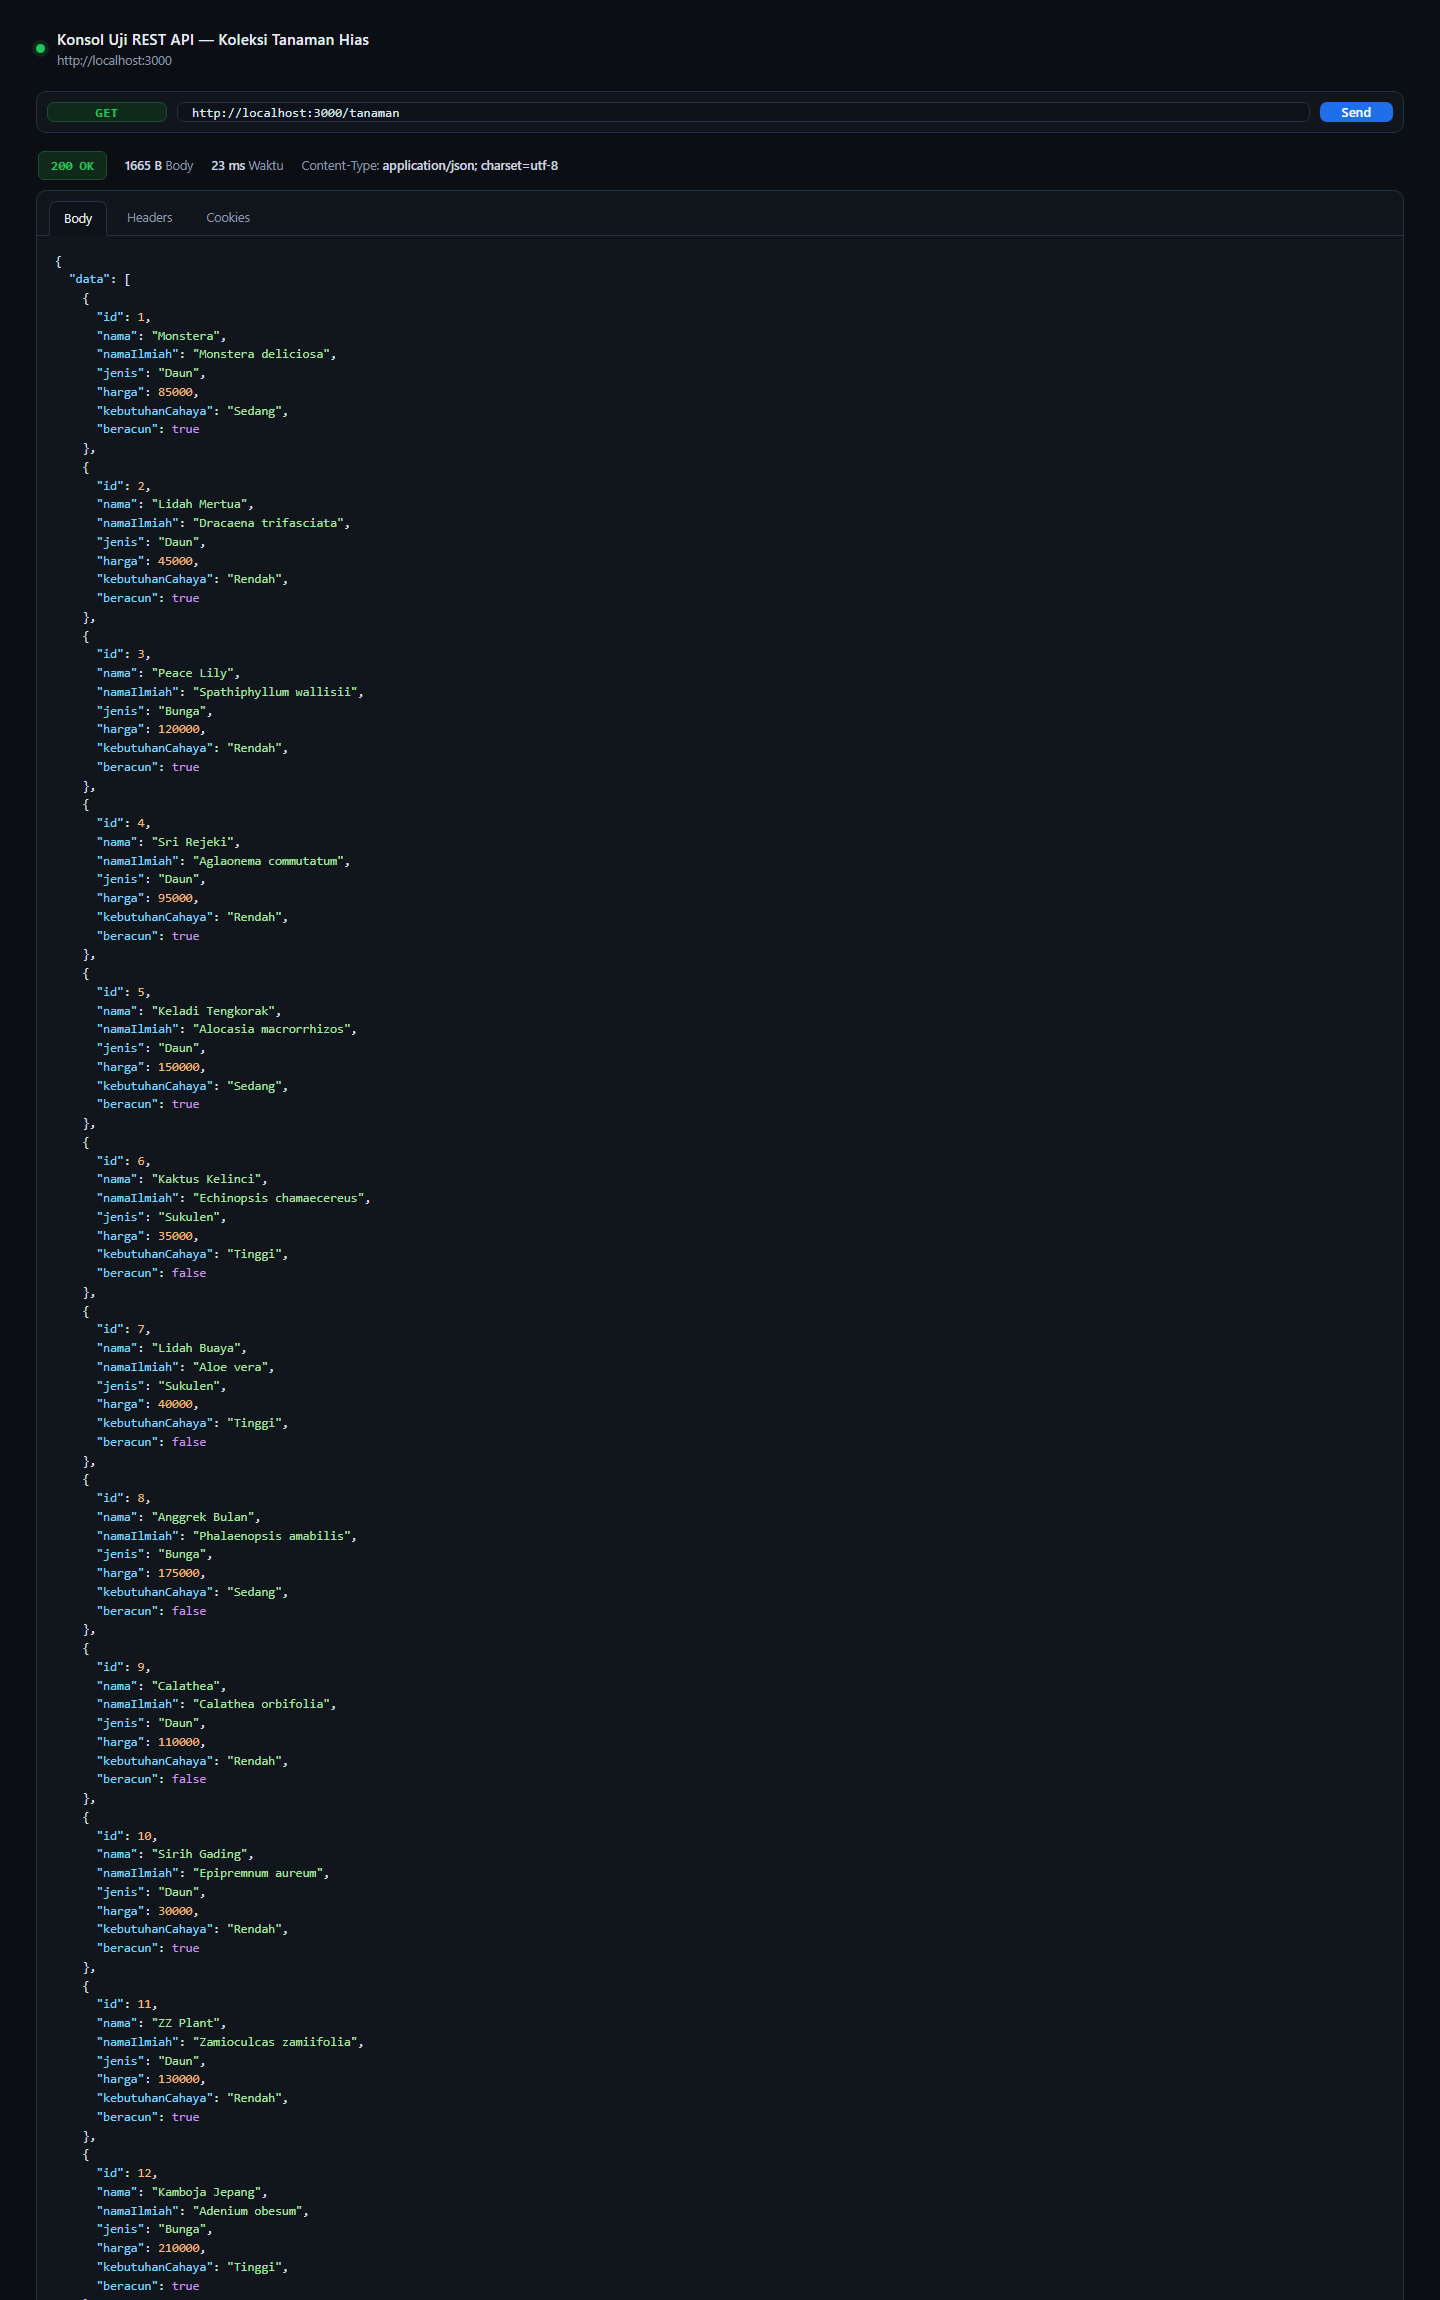 Konsol Uji REST API — Koleksi Tanaman Hias
http://localhost:3000
GET http://localhost:3000/tanaman Send
200 OK 1665 B Body 23 ms Waktu Content-Type: application/json; charset=utf-8
Body Headers Cookies
{
  "data": [
    {
      "id": 1,
      "nama": "Monstera",
      "namaIlmiah": "Monstera deliciosa",
      "jenis": "Daun",
      "harga": 85000,
      "kebutuhanCahaya": "Sedang",
      "beracun": true
    },
    {
      "id": 2,
      "nama": "Lidah Mertua",
      "namaIlmiah": "Dracaena trifasciata",
      "jenis": "Daun",
      "harga": 45000,
      "kebutuhanCahaya": "Rendah",
      "beracun": true
    },
    {
      "id": 3,
      "nama": "Peace Lily",
      "namaIlmiah": "Spathiphyllum wallisii",
      "jenis": "Bunga",
      "harga": 120000,
      "kebutuhanCahaya": "Rendah",
      "beracun": true
    },
    {
      "id": 4,
      "nama": "Sri Rejeki",
      "namaIlmiah": "Aglaonema commutatum",
      "jenis": "Daun",
      "harga": 95000,
      "kebutuhanCahaya": "Rendah",
      "beracun": true
    },
    {
      "id": 5,
      "nama": "Keladi Tengkorak",
      "namaIlmiah": "Alocasia macrorrhizos",
      "jenis": "Daun",
      "harga": 150000,
      "kebutuhanCahaya": "Sedang",
      "beracun": true
    },
    {
      "id": 6,
      "nama": "Kaktus Kelinci",
      "namaIlmiah": "Echinopsis chamaecereus",
      "jenis": "Sukulen",
      "harga": 35000,
      "kebutuhanCahaya": "Tinggi",
      "beracun": false
    },
    {
      "id": 7,
      "nama": "Lidah Buaya",
      "namaIlmiah": "Aloe vera",
      "jenis": "Sukulen",
      "harga": 40000,
      "kebutuhanCahaya": "Tinggi",
      "beracun": false
    },
    {
      "id": 8,
      "nama": "Anggrek Bulan",
      "namaIlmiah": "Phalaenopsis amabilis",
      "jenis": "Bunga",
      "harga": 175000,
      "kebutuhanCahaya": "Sedang",
      "beracun": false
    },
    {
      "id": 9,
      "nama": "Calathea",
      "namaIlmiah": "Calathea orbifolia",
      "jenis": "Daun",
      "harga": 110000,
      "kebutuhanCahaya": "Rendah",
      "beracun": false
    },
    {
      "id": 10,
      "nama": "Sirih Gading",
      "namaIlmiah": "Epipremnum aureum",
      "jenis": "Daun",
      "harga": 30000,
      "kebutuhanCahaya": "Rendah",
      "beracun": true
    },
    {
      "id": 11,
      "nama": "ZZ Plant",
      "namaIlmiah": "Zamioculcas zamiifolia",
      "jenis": "Daun",
      "harga": 130000,
      "kebutuhanCahaya": "Rendah",
      "beracun": true
    },
    {
      "id": 12,
      "nama": "Kamboja Jepang",
      "namaIlmiah": "Adenium obesum",
      "jenis": "Bunga",
      "harga": 210000,
      "kebutuhanCahaya": "Tinggi",
      "beracun": true